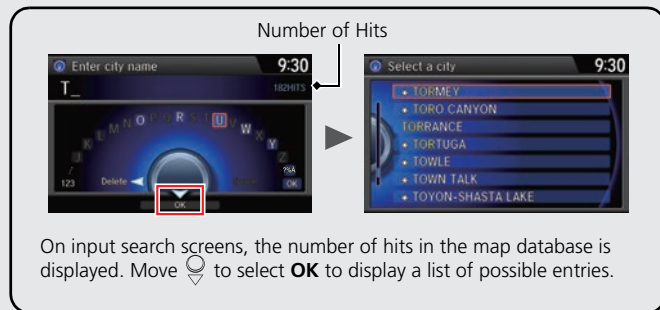 Number of Hits
Enter city name 9:30
T_ 182HITS
J K L M N O P Q R S T U V W X Y Z
123 Delete ?%Ä OK
OK
Select a city 9:30
TORMEY
TORO CANYON
TORRANCE
TORTUGA
TOWLE
TOWN TALK
TOYON-SHASTA LAKE
On input search screens, the number of hits in the map database is
displayed. Move to select OK to display a list of possible entries.